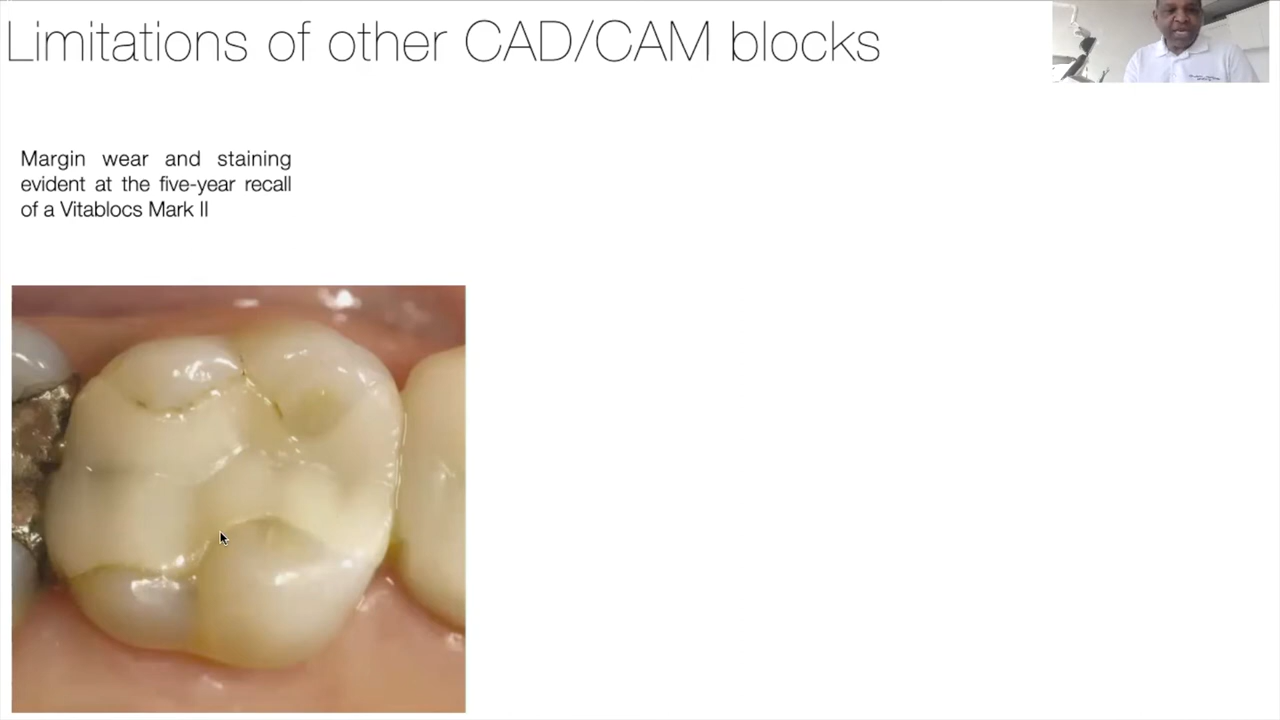 Limitations of other CAD/CAM blocks
Margin wear and staining
evident at the five-year recall
of a Vitablocs Mark II